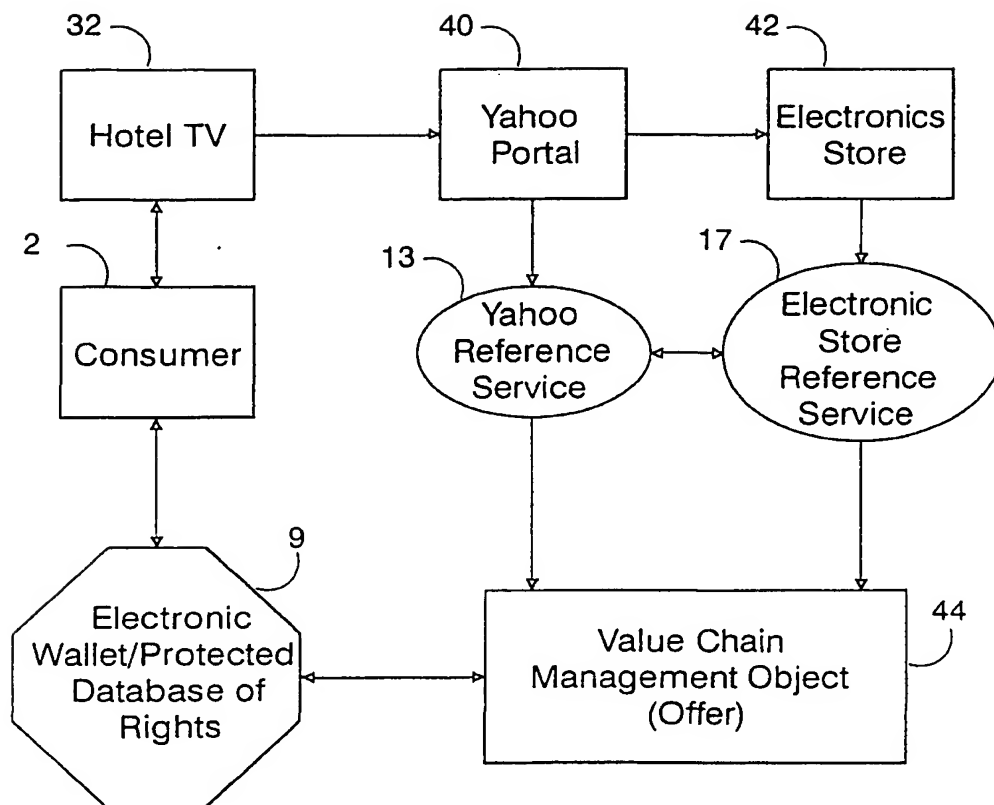 32
40
42
Hotel TV
Yahoo
Portal
Electronics
Store
2
13
17
Consumer
Yahoo
Reference
Service
Electronic
Store
Reference
Service
9
Electronic
Wallet/Protected
Database of
Rights
44
Value Chain
Management Object
(Offer)